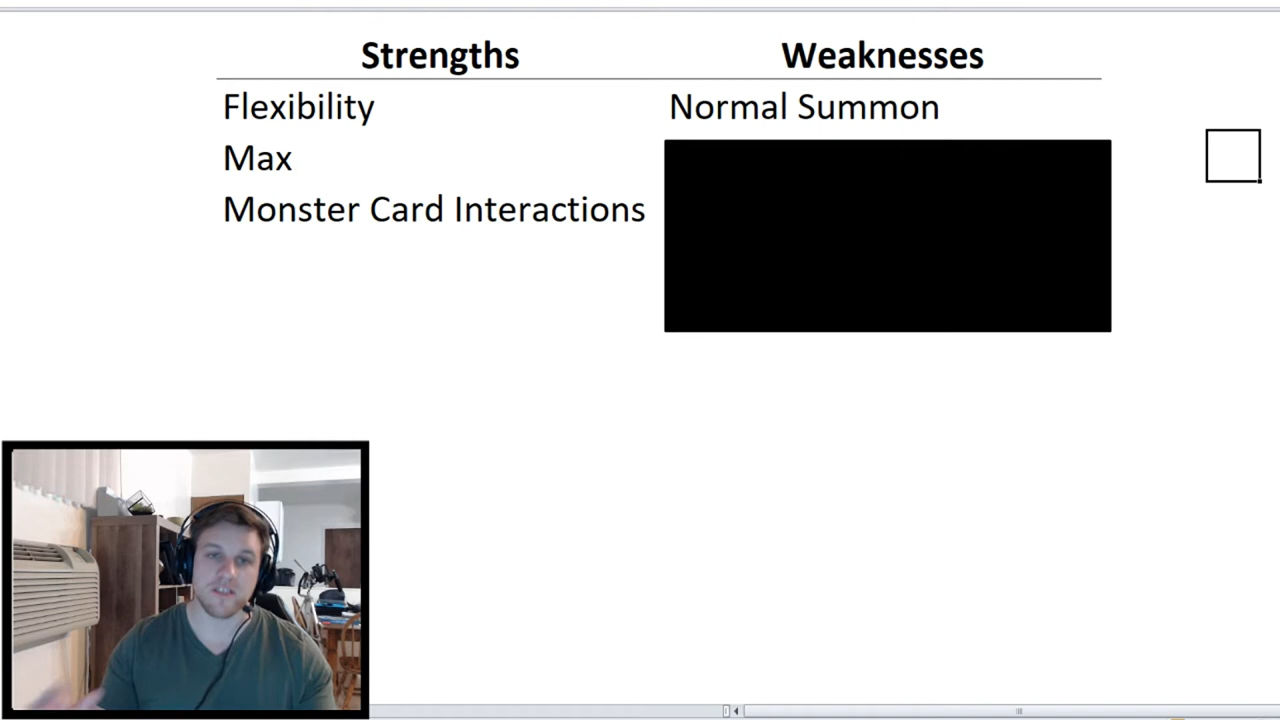 Strengths
Weaknesses
Flexibility
Normal Summon
Max
Monster Card Interactions